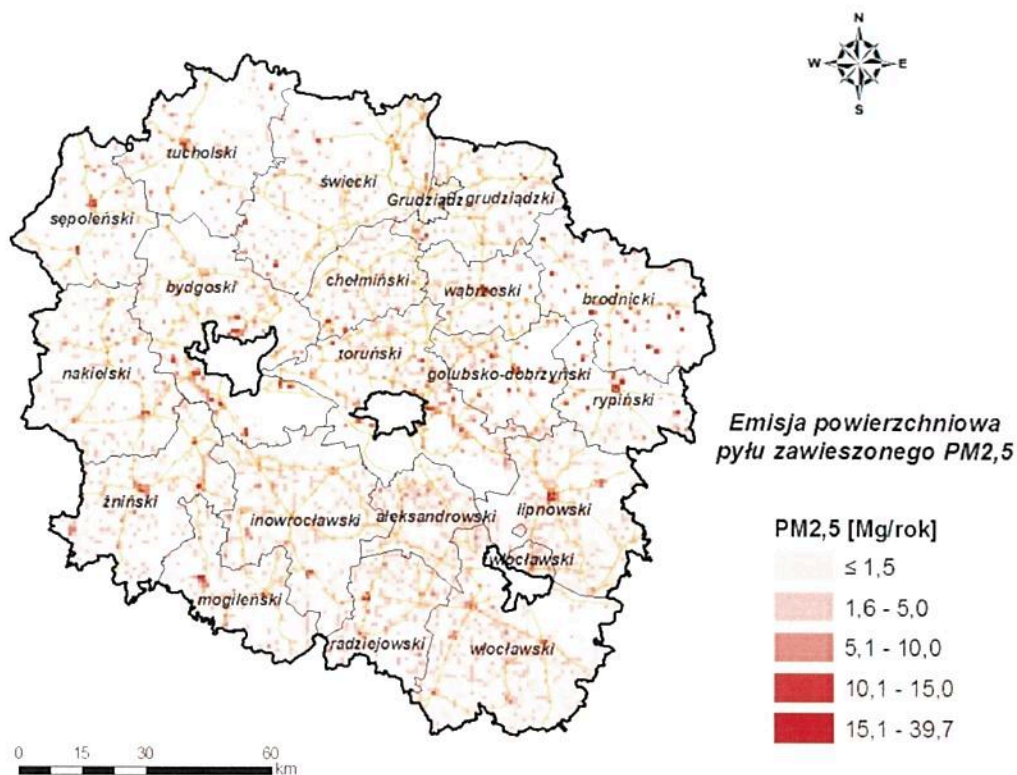 N
W E
S
tucholski
świecki
Grudziądz grudziądzki
sępoleński
chełmiński
wąbrzeski
bydgoski
brodnicki
toruński
golubsko-dobrzyński
nakielski
rypiński
Emisja powierzchniowa
pyłu zawieszonego PM2,5
żniński
inowrocławski
aleksandrowski
lipnowski
włocławski
mogileński
radziejowski
włocławski
PM2,5 [Mg/rok]
≤ 1,5
1,6 - 5,0
5,1 - 10,0
10,1 - 15,0
15,1 - 39,7
0 15 30 60
km